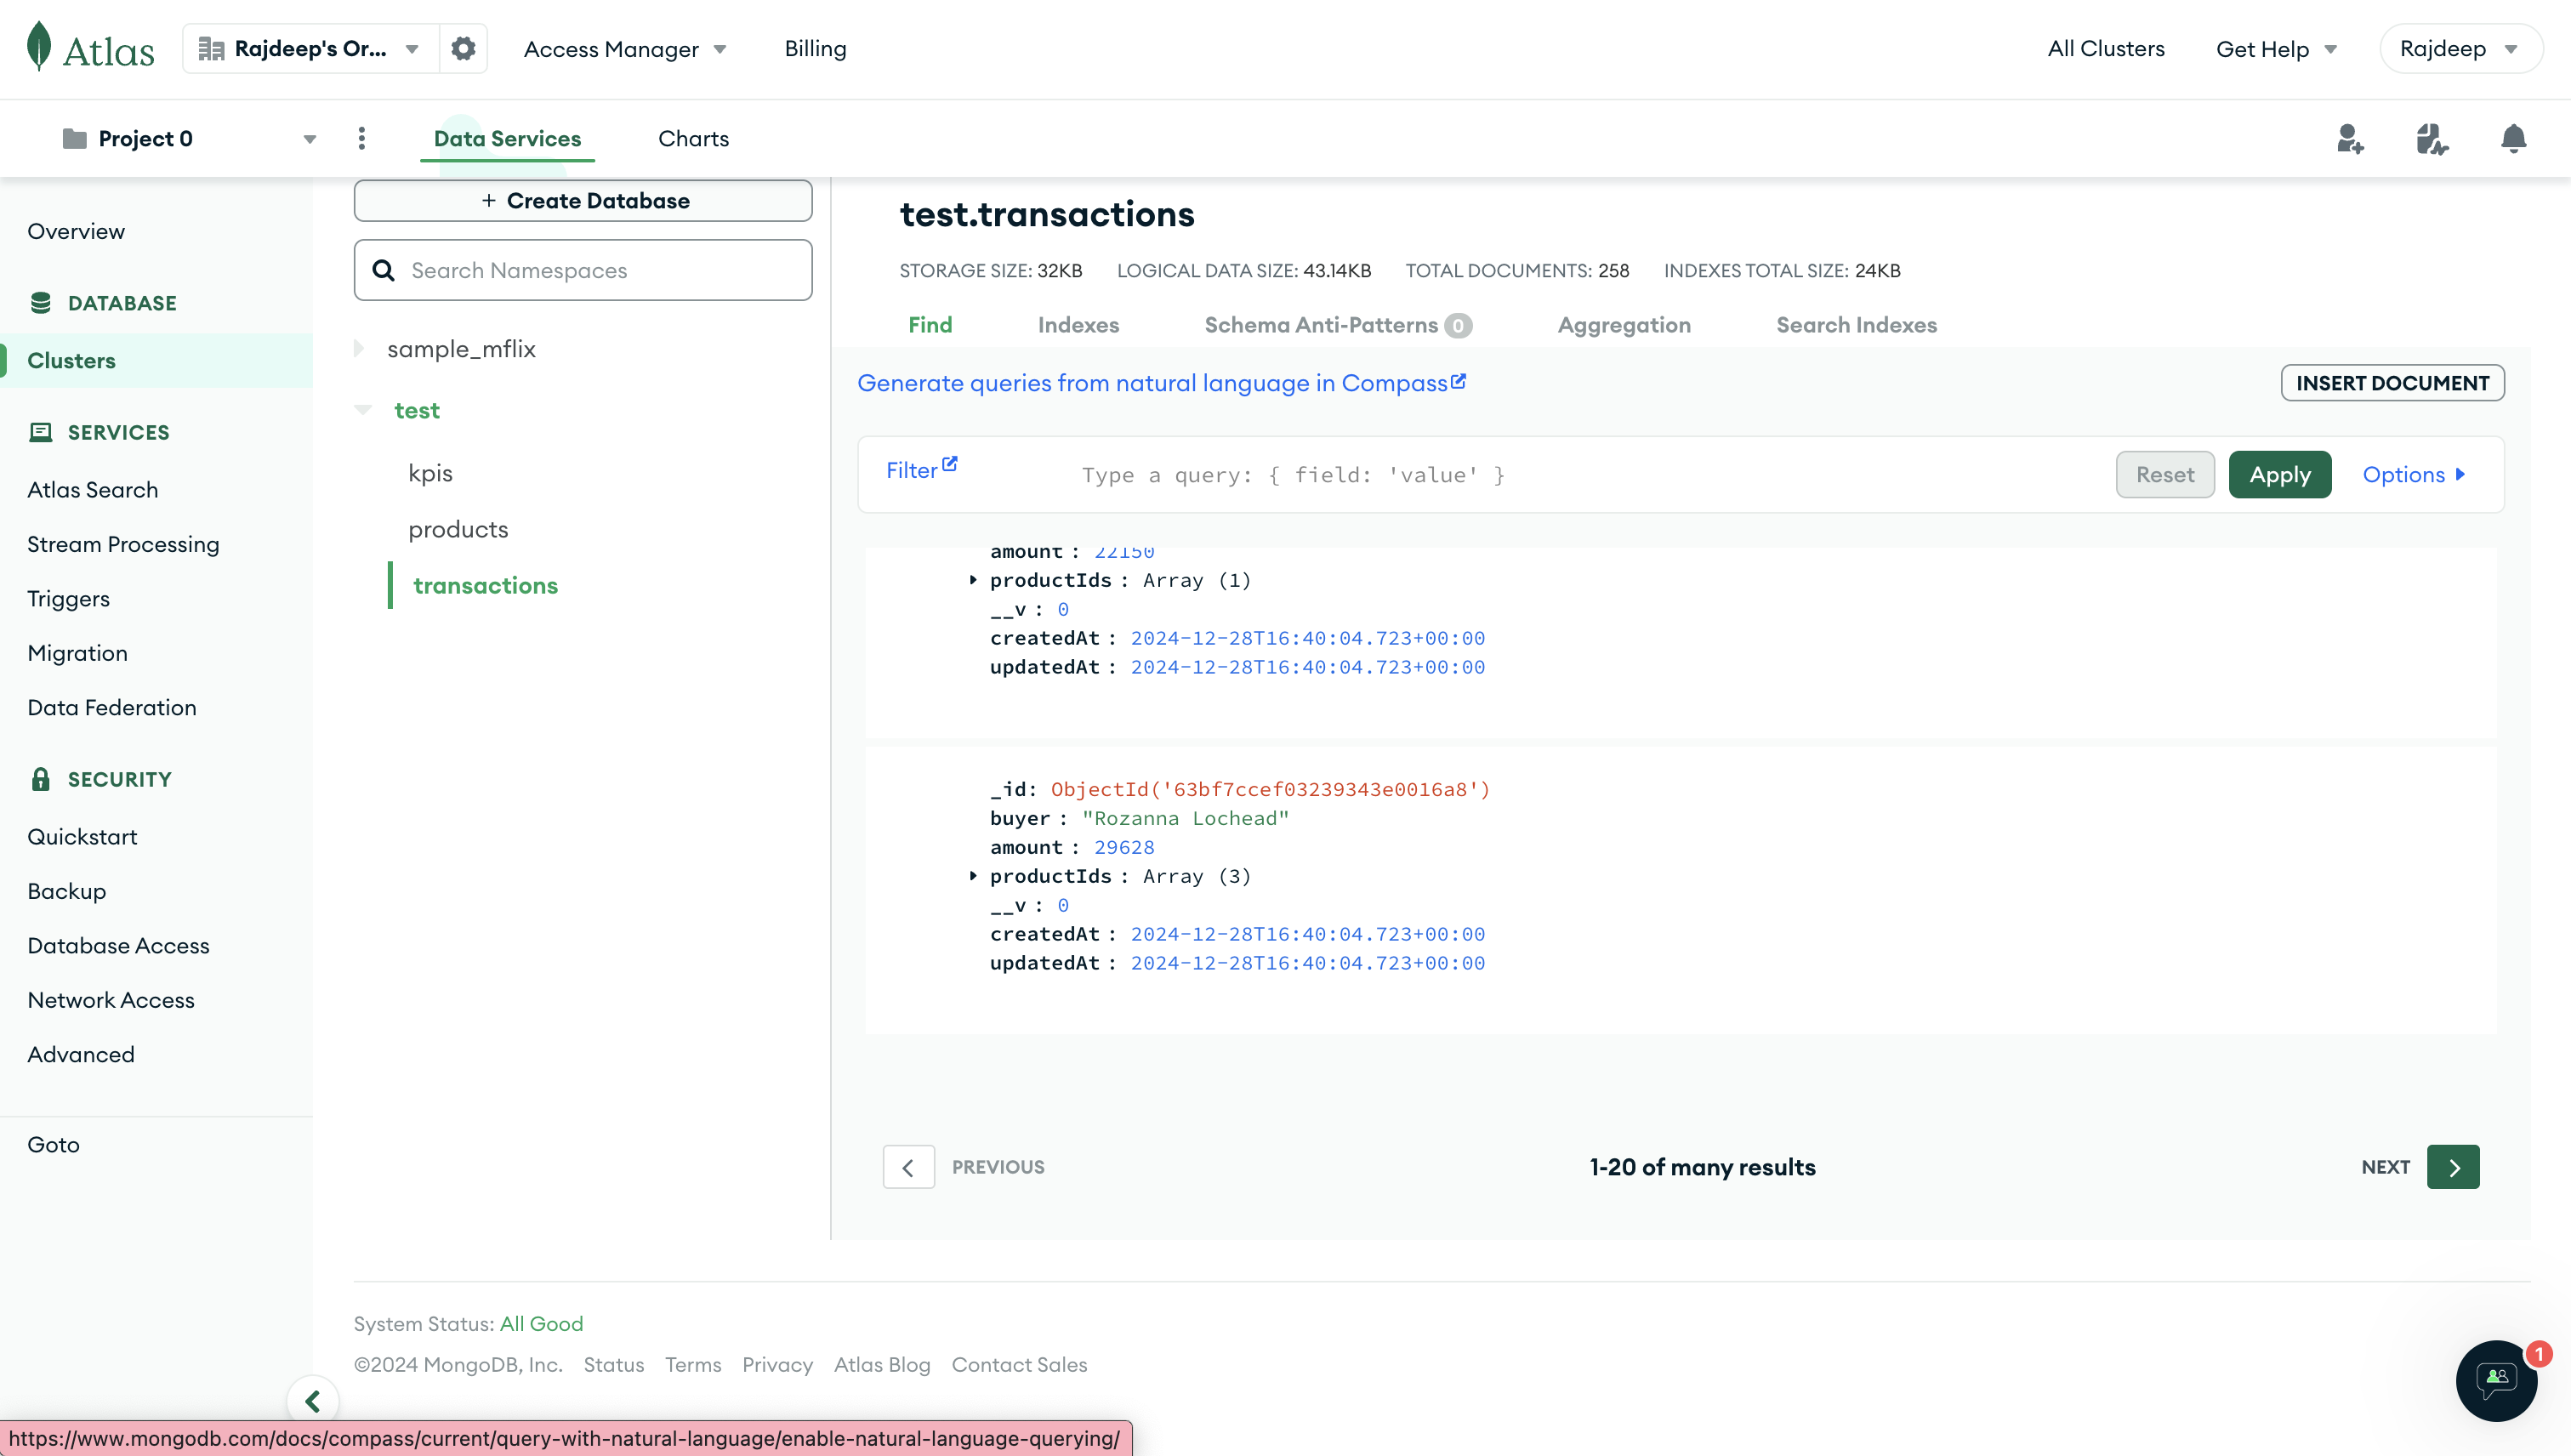 Atlas
Rajdeep's Or...
Access Manager
Billing
All Clusters
Get Help
Rajdeep
Project 0
Data Services
Charts
Overview
DATABASE
Clusters
SERVICES
Atlas Search
Stream Processing
Triggers
Migration
Data Federation
SECURITY
Quickstart
Backup
Database Access
Network Access
Advanced
Goto
+ Create Database
Search Namespaces
sample_mflix
test
kpis
products
transactions
test.transactions
STORAGE SIZE: 32KB LOGICAL DATA SIZE: 43.14KB TOTAL DOCUMENTS: 258 INDEXES TOTAL SIZE: 24KB
Find Indexes Schema Anti-Patterns 0 Aggregation Search Indexes
Generate queries from natural language in Compass
INSERT DOCUMENT
Filter
Type a query: { field: 'value' }
Reset
Apply
Options
amount : 22150
productIds : Array (1)
__v : 0
createdAt : 2024-12-28T16:40:04.723+00:00
updatedAt : 2024-12-28T16:40:04.723+00:00
_id: ObjectId('63bf7ccef03239343e0016a8')
buyer : "Rozanna Lochead"
amount : 29628
productIds : Array (3)
__v : 0
createdAt : 2024-12-28T16:40:04.723+00:00
updatedAt : 2024-12-28T16:40:04.723+00:00
PREVIOUS
1-20 of many results
NEXT
System Status: All Good
©2024 MongoDB, Inc. Status Terms Privacy Atlas Blog Contact Sales
1
https://www.mongodb.com/docs/compass/current/query-with-natural-language/enable-natural-language-querying/